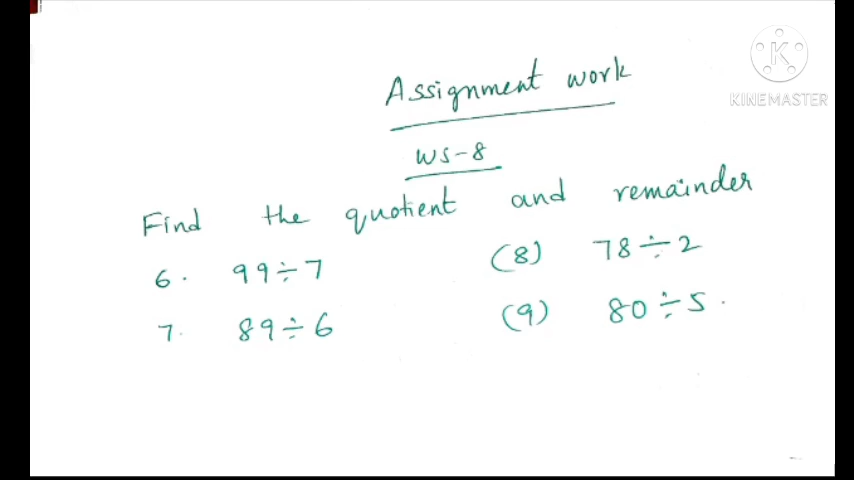 Assignment work
KINEMASTER
WS-8
Find the quotient and remainder
6. 99÷7 (8) 78÷2
7. 89÷6 (9) 80÷5.